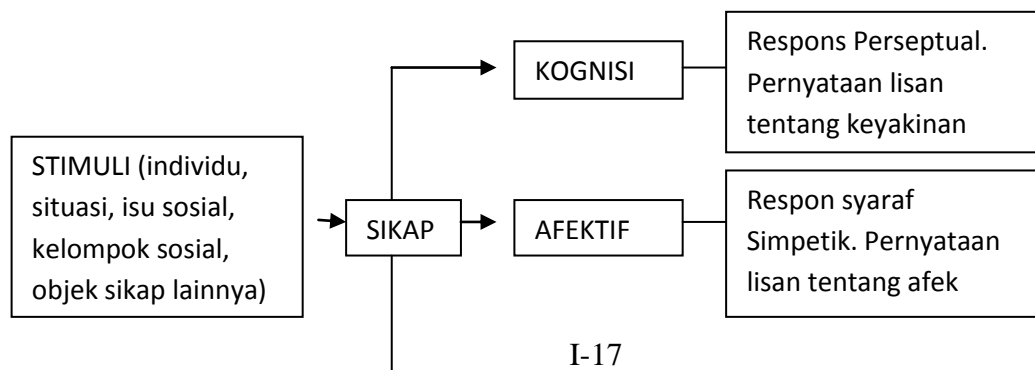 STIMULI (individu,
situasi, isu sosial,
kelompok sosial,
objek sikap lainnya)
SIKAP
KOGNISI
Respons Perseptual.
Pernyataan lisan
tentang keyakinan
AFEKTIF
Respon syaraf
Simpetik. Pernyataan
lisan tentang afek
I-17